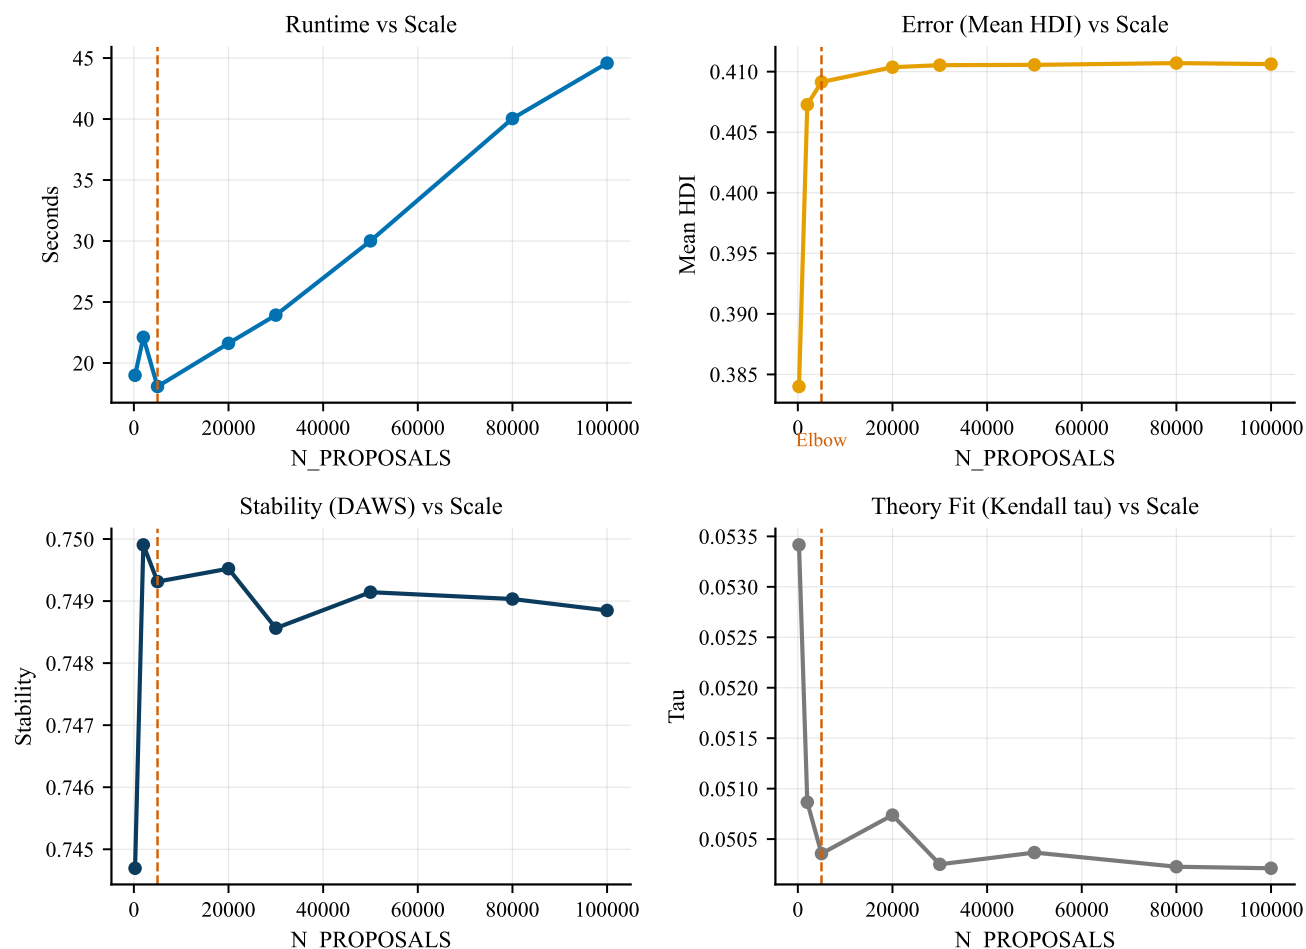 Runtime vs Scale
45
40
35
30
25
20
Seconds
0 20000 40000 60000 80000 100000
N_PROPOSALS
Error (Mean HDI) vs Scale
0.410
0.405
0.400
0.395
0.390
0.385
Mean HDI
0 20000 40000 60000 80000 100000
Elbow
N_PROPOSALS
Stability (DAWS) vs Scale
0.750
0.749
0.748
0.747
0.746
0.745
Stability
0 20000 40000 60000 80000 100000
N_PROPOSALS
Theory Fit (Kendall tau) vs Scale
0.0535
0.0530
0.0525
0.0520
0.0515
0.0510
0.0505
Tau
0 20000 40000 60000 80000 100000
N_PROPOSALS